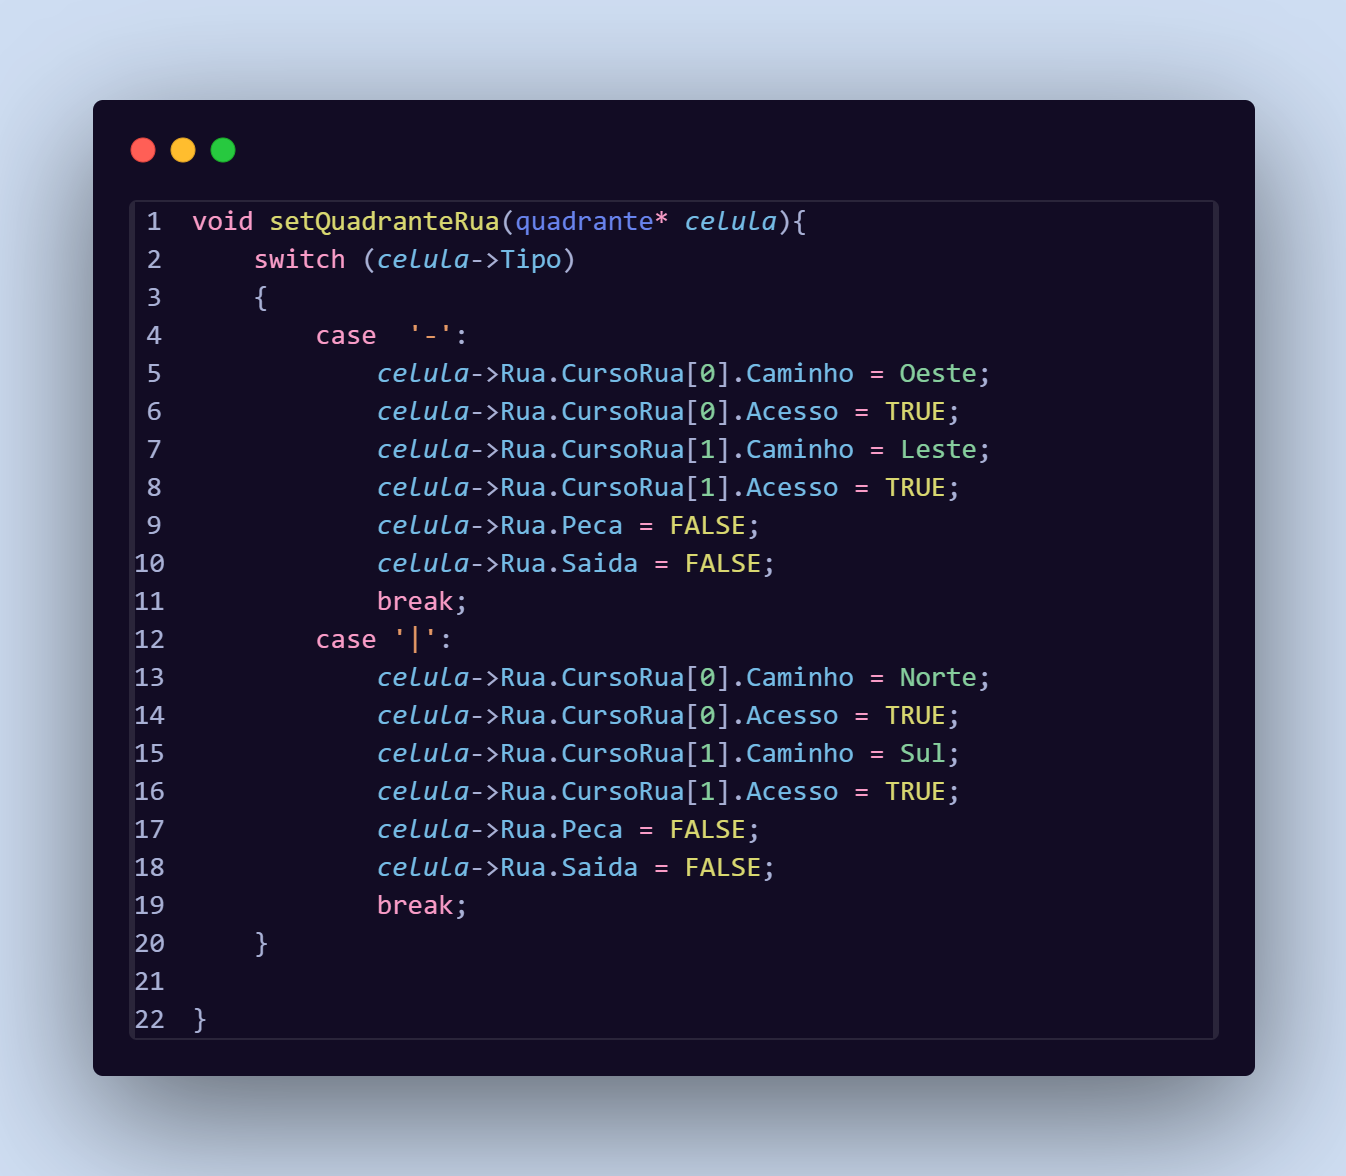 1 void setQuadranteRua(quadrante* celula){
2     switch (celula->Tipo)
3     {
4         case  '-':
5             celula->Rua.CursoRua[0].Caminho = Oeste;
6             celula->Rua.CursoRua[0].Acesso = TRUE;
7             celula->Rua.CursoRua[1].Caminho = Leste;
8             celula->Rua.CursoRua[1].Acesso = TRUE;
9             celula->Rua.Peca = FALSE;
10             celula->Rua.Saida = FALSE;
11             break;
12         case '|':
13             celula->Rua.CursoRua[0].Caminho = Norte;
14             celula->Rua.CursoRua[0].Acesso = TRUE;
15             celula->Rua.CursoRua[1].Caminho = Sul;
16             celula->Rua.CursoRua[1].Acesso = TRUE;
17             celula->Rua.Peca = FALSE;
18             celula->Rua.Saida = FALSE;
19             break;
20     }
21
22 }